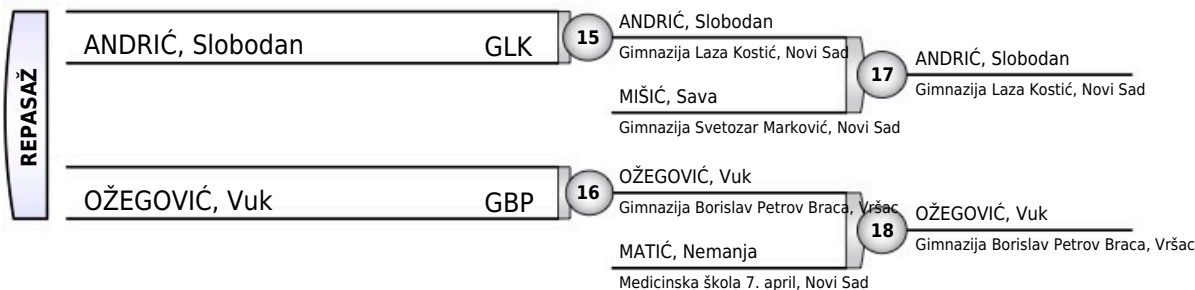 REPASAŽ
ANDRIĆ, Slobodan GLK
15
ANDRIĆ, Slobodan
Gimnazija Laza Kostić, Novi Sad
MIŠIĆ, Sava
Gimnazija Svetozar Marković, Novi Sad
17
ANDRIĆ, Slobodan
Gimnazija Laza Kostić, Novi Sad
OŽEGOVIĆ, Vuk GBP
16
OŽEGOVIĆ, Vuk
Gimnazija Borislav Petrov Braca, Vršac
MATIĆ, Nemanja
Medicinska škola 7. april, Novi Sad
18
OŽEGOVIĆ, Vuk
Gimnazija Borislav Petrov Braca, Vršac